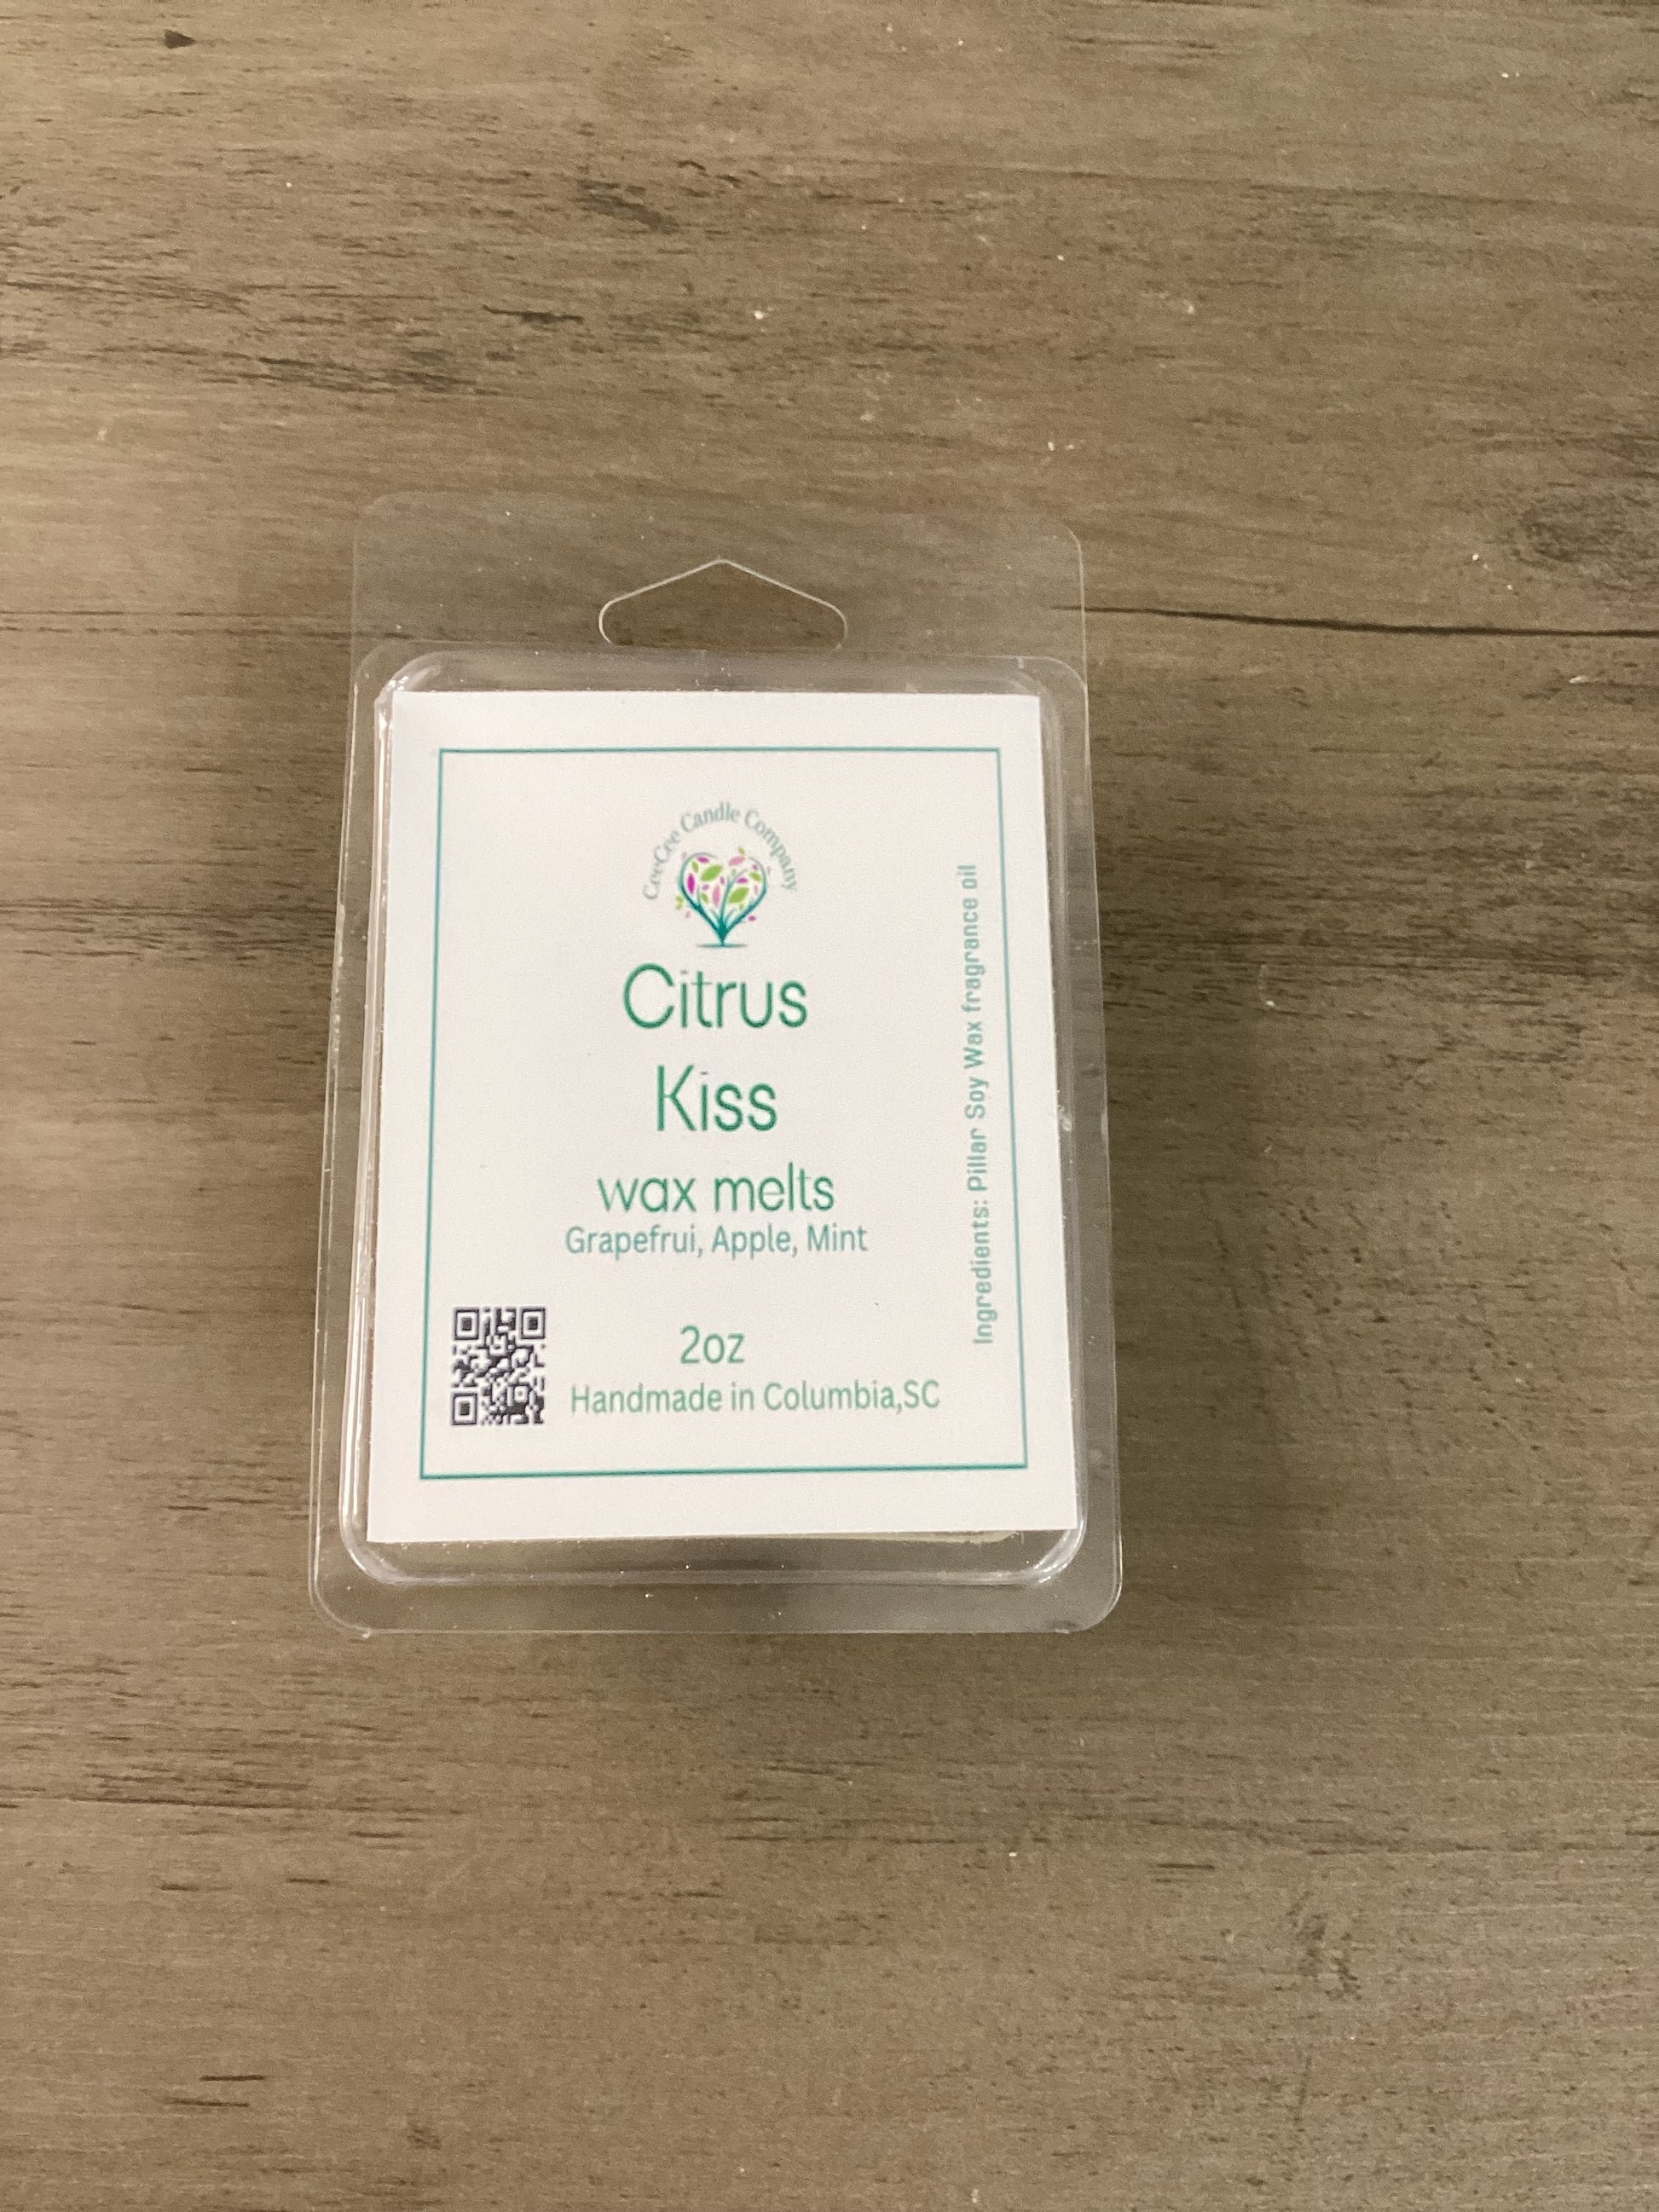 CeeCee Candle Company
Citrus
Kiss
wax melts
Grapefrui, Apple, Mint
2oz
Handmade in Columbia,SC
Ingredients: Pillar Soy Wax fragrance oil